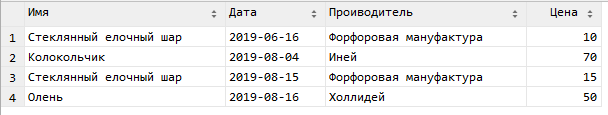 Имя Дата Проиводитель Цена
1 Стеклянный елочный шар 2019-06-16 Форфоровая мануфактура 10
2 Колокольчик 2019-08-04 Иней 70
3 Стеклянный елочный шар 2019-08-15 Форфоровая мануфактура 15
4 Олень 2019-08-16 Холлидей 50